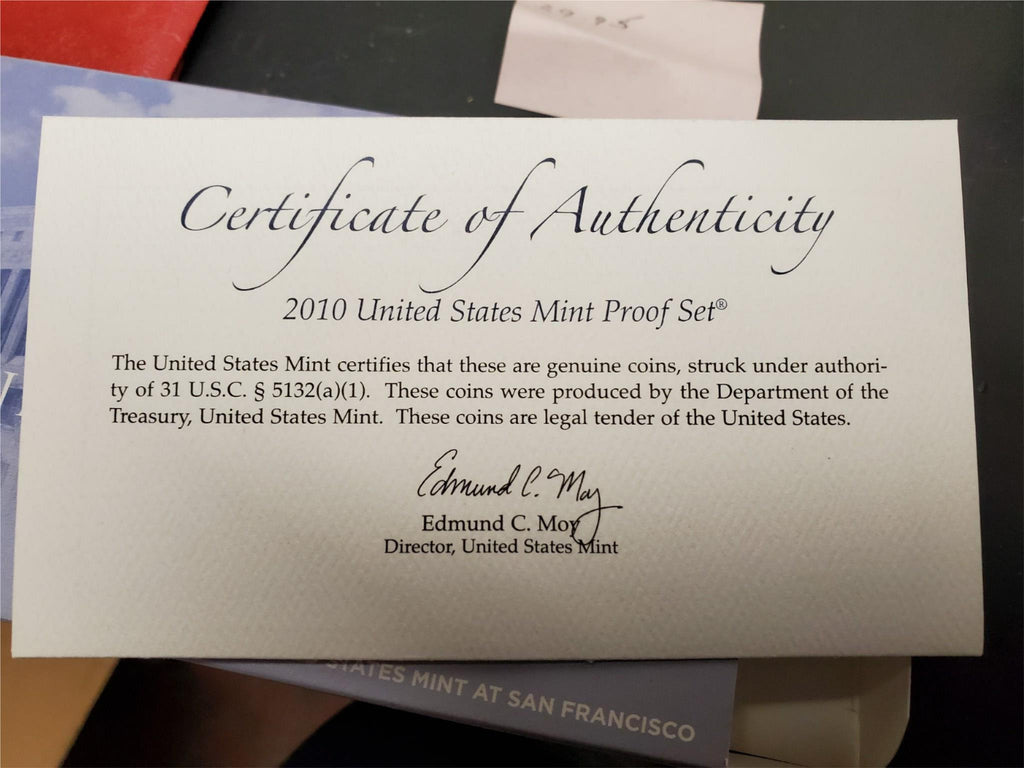 Certificate of Authenticity
2010 United States Mint Proof Set®
The United States Mint certifies that these are genuine coins, struck under authori-
ty of 31 U.S.C. § 5132(a)(1). These coins were produced by the Department of the
Treasury, United States Mint. These coins are legal tender of the United States.
Edmund C. Moy
Edmund C. Moy
Director, United States Mint
STATES MINT AT SAN FRANCISCO